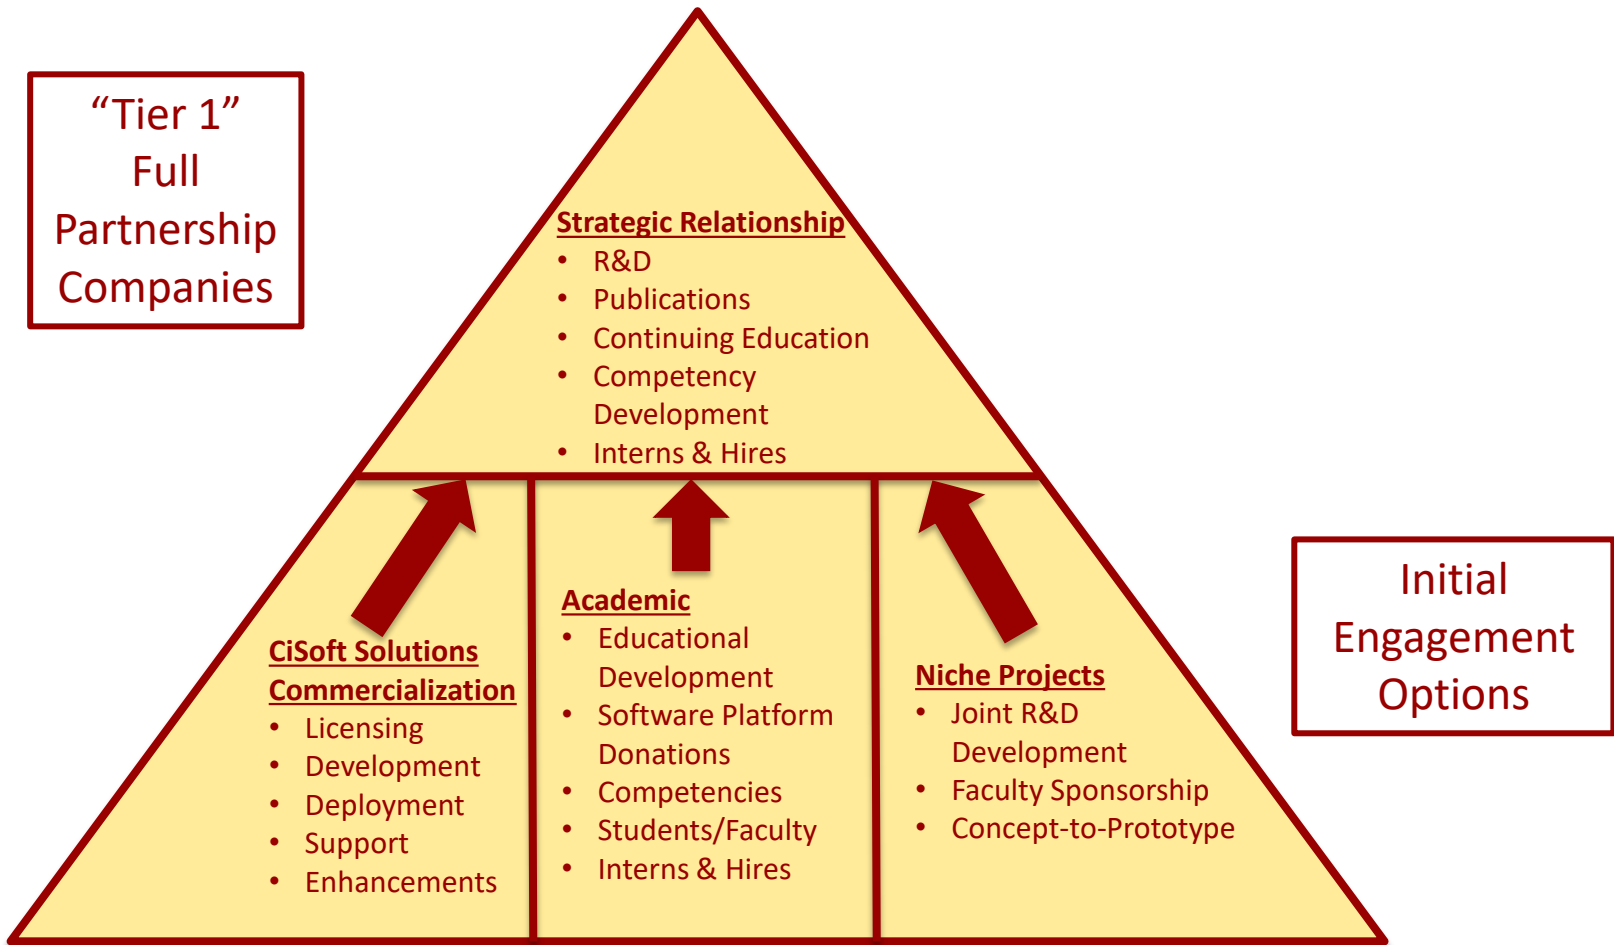 “Tier 1”
Full
Partnership
Companies
Strategic Relationship
• R&D
• Publications
• Continuing Education
• Competency
Development
• Interns & Hires
CiSoft Solutions
Commercialization
• Licensing
• Development
• Deployment
• Support
• Enhancements
Academic
• Educational
Development
• Software Platform
Donations
• Competencies
• Students/Faculty
• Interns & Hires
Niche Projects
• Joint R&D
Development
• Faculty Sponsorship
• Concept-to-Prototype
Initial
Engagement
Options